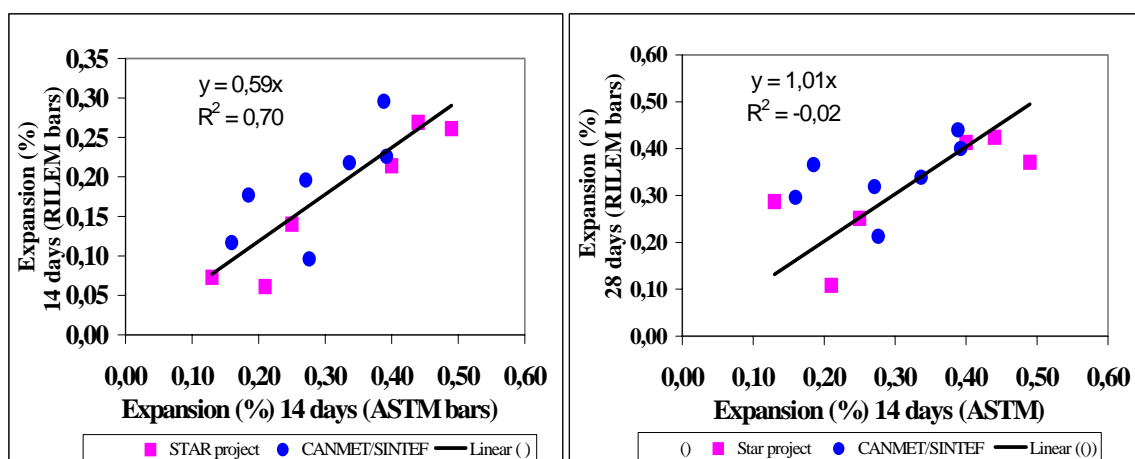 Expansion (%)
14 days (RILEM bars)
0,35
0,30
0,25
0,20
0,15
0,10
0,05
0,00
y = 0,59x
R² = 0,70
0,00 0,10 0,20 0,30 0,40 0,50 0,60
Expansion (%) 14 days (ASTM bars)
STAR project CANMET/SINTEF Linear ( )
Expansion (%)
28 days (RILEM bars)
0,60
0,50
0,40
0,30
0,20
0,10
0,00
y = 1,01x
R² = -0,02
0,00 0,10 0,20 0,30 0,40 0,50 0,60
Expansion (%) 14 days (ASTM)
() Star project CANMET/SINTEF Linear (())